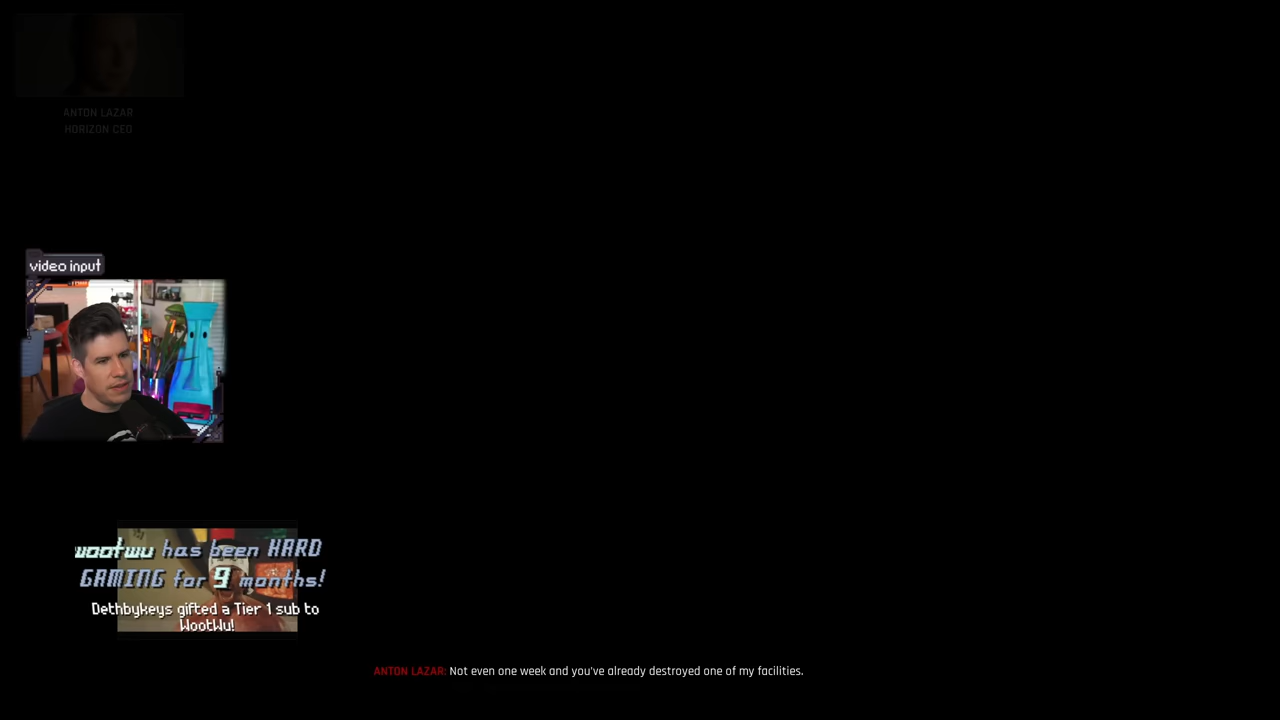 ANTON LAZAR
HORIZON CEO
video input
wootwu has been HARD
GAMING for 9 months!
Dethbykeys gifted a Tier 1 sub to
WootWu!
ANTON LAZAR: Not even one week and you've already destroyed one of my facilities.